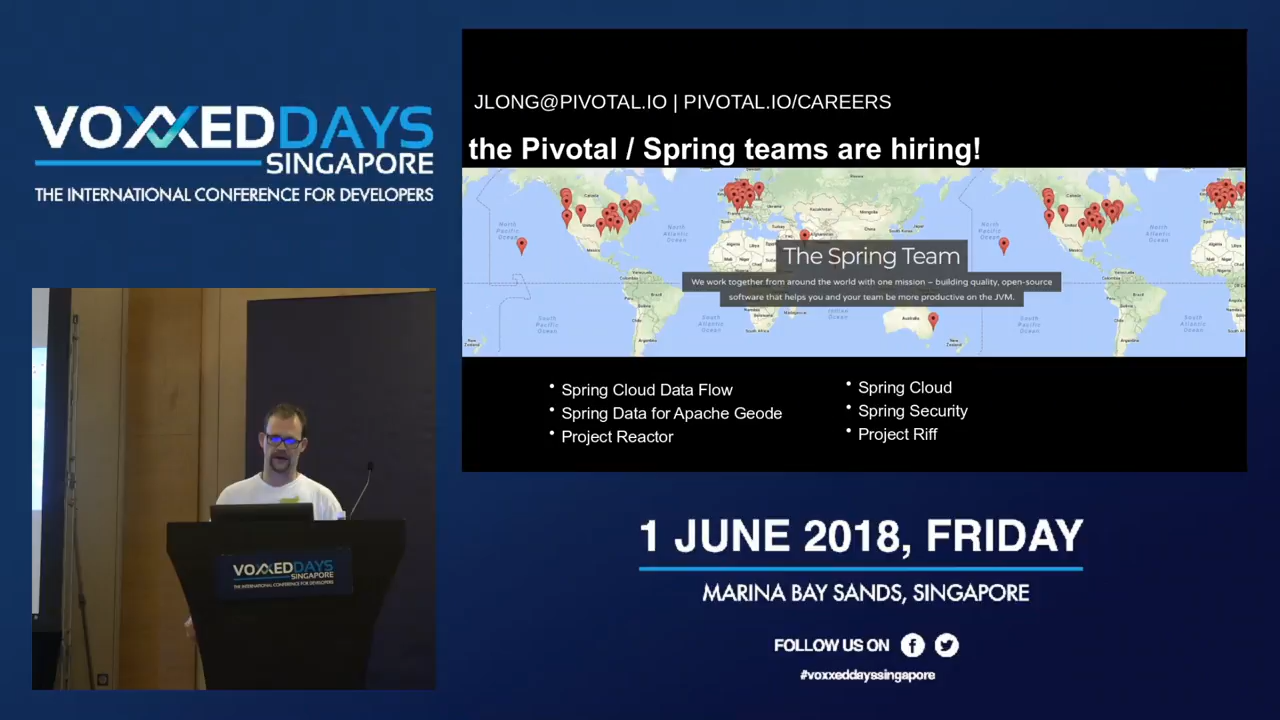 VOXXEDDAYS
SINGAPORE
THE INTERNATIONAL CONFERENCE FOR DEVELOPERS
JLONG@PIVOTAL.IO | PIVOTAL.IO/CAREERS
the Pivotal / Spring teams are hiring!
The Spring Team
We work together from around the world with one mission – building quality, open-source
software that helps you and your team be more productive on the JVM.
• Spring Cloud Data Flow
• Spring Data for Apache Geode
• Project Reactor
• Spring Cloud
• Spring Security
• Project Riff
VOXXEDDAYS
SINGAPORE
THE INTERNATIONAL CONFERENCE FOR DEVELOPERS
1 JUNE 2018, FRIDAY
MARINA BAY SANDS, SINGAPORE
FOLLOW US ON
#voxxeddayssingapore